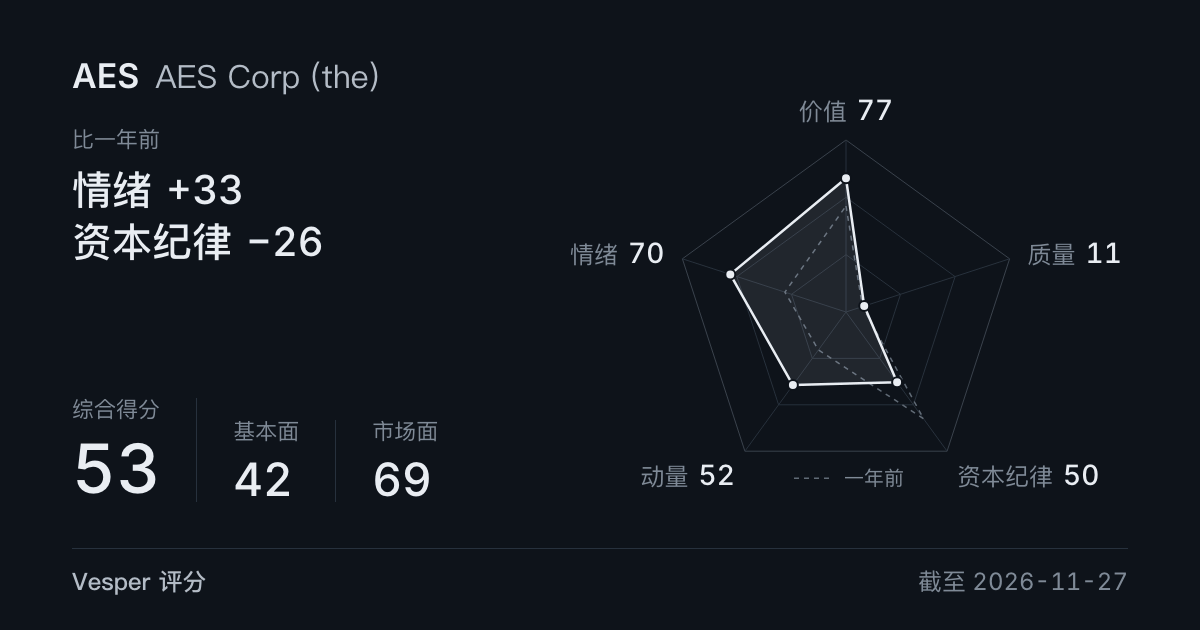 AES AES Corp (the)
比一年前
情绪 +33
资本纪律 −26
综合得分
53
基本面
42
市场面
69
价值 77
情绪 70
质量 11
动量 52
一年前
资本纪律 50
Vesper 评分
截至 2026-11-27